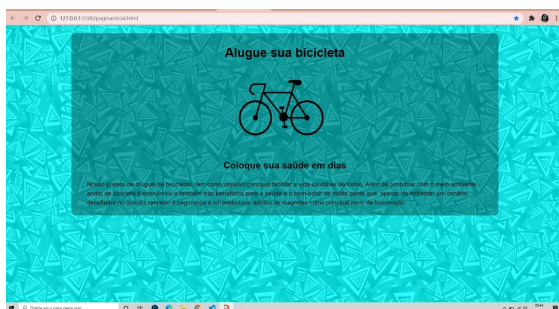 127.0.0.1:5500/paginainicial.html
Alugue sua bicicleta
Coloque sua saúde em dias
Nosso projeto de aluguel de bicicletas, tem como objetivo principal facilitar a vida saudável de todos. Além de contribuir com o meio ambiente
andar de bicicleta é econômico e também traz benefícios para a saúde e o bem-estar de muita gente que, apesar de enfrentar um cenário
desafiador no que diz respeito à segurança e infraestrutura, adotou as magrelas como principal meio de locomoção.